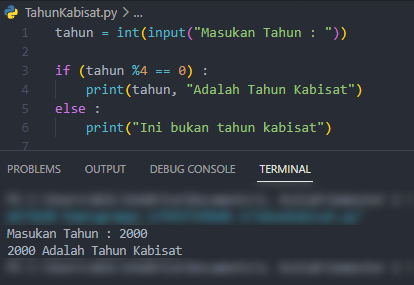 TahunKabisat.py > ...
1 tahun = int(input("Masukan Tahun : "))
2
3 if (tahun %4 == 0) :
4 print(tahun, "Adalah Tahun Kabisat")
5 else :
6 print("Ini bukan tahun kabisat")
7
PROBLEMS OUTPUT DEBUG CONSOLE TERMINAL
Masukan Tahun : 2000
2000 Adalah Tahun Kabisat